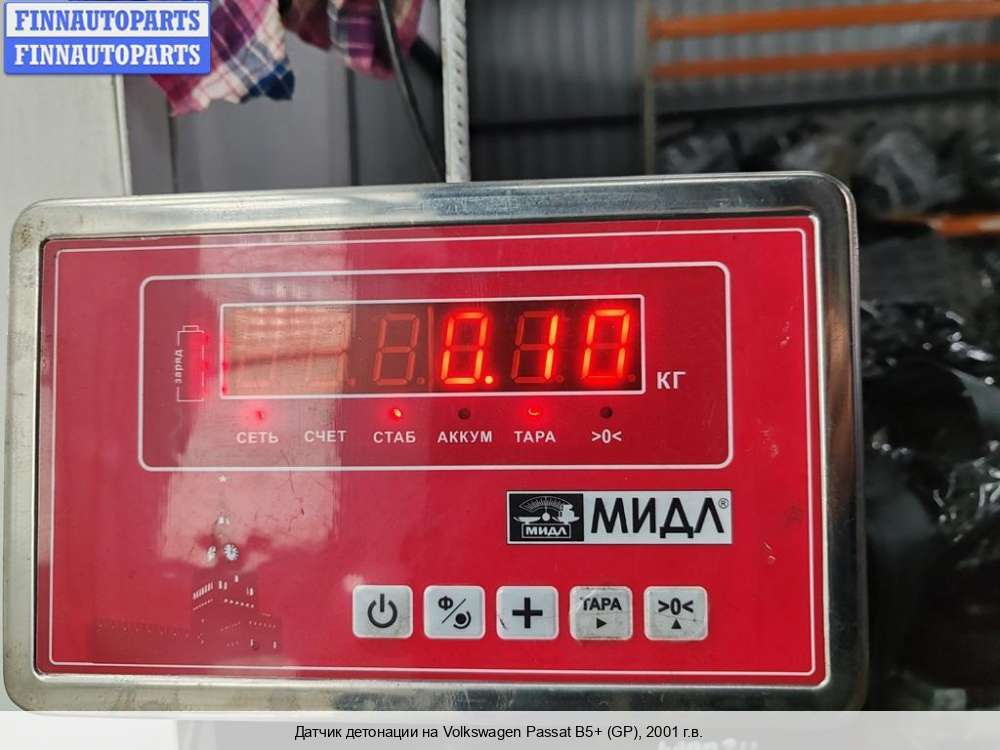 FINNAUTOPARTS
FINNAUTOPARTS
заряд
0.10
КГ
СЕТЬ СЧЕТ СТАБ АККУМ ТАРА >0<
МИДЛ МИДЛ®
Ф ТАРА >0<
Датчик детонации на Volkswagen Passat B5+ (GP), 2001 г.в.